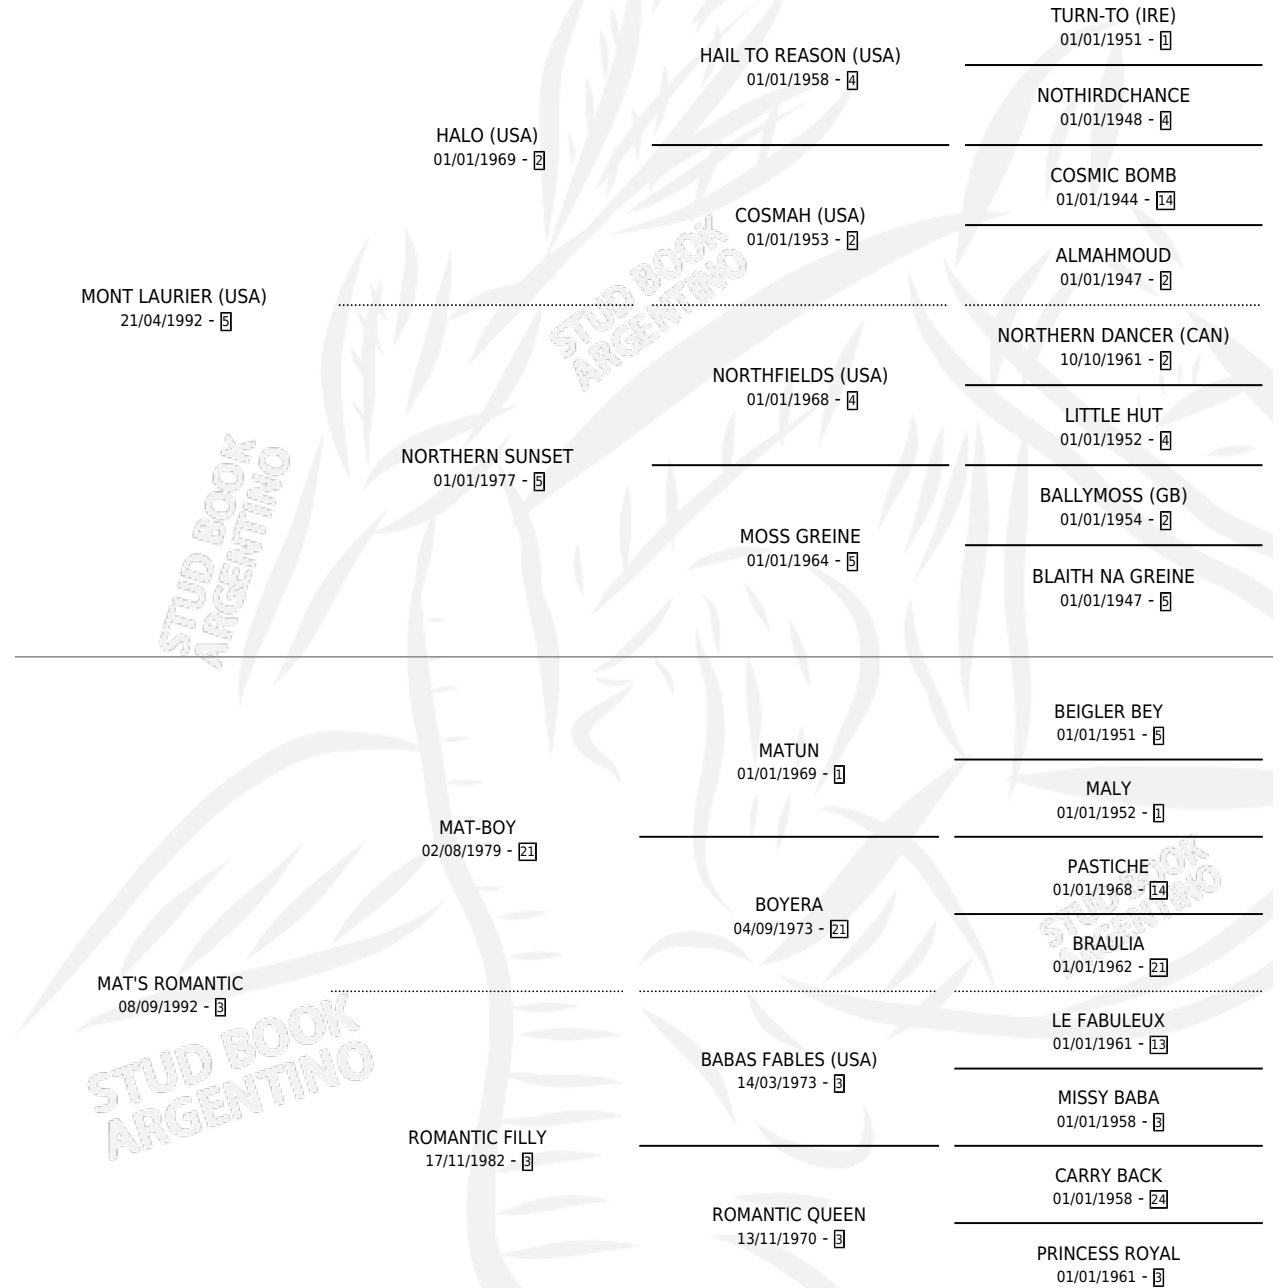 TURN-TO (IRE)
01/01/1951 - 1
HAIL TO REASON (USA)
01/01/1958 - 4
NOTHIRDCHANCE
01/01/1948 - 4
HALO (USA)
01/01/1969 - 2
COSMIC BOMB
01/01/1944 - 14
COSMAH (USA)
01/01/1953 - 2
ALMAHMOUD
01/01/1947 - 2
MONT LAURIER (USA)
21/04/1992 - 5
STUD BOOK
ARGENTINO
NORTHERN DANCER (CAN)
10/10/1961 - 2
NORTHFIELDS (USA)
01/01/1968 - 4
LITTLE HUT
01/01/1952 - 4
NORTHERN SUNSET
01/01/1977 - 5
BALLYMOSS (GB)
01/01/1954 - 2
MOSS GREINE
01/01/1964 - 5
BLAITH NA GREINE
01/01/1947 - 5
STUD BOOK
ARGENTINO
BEIGLER BEY
01/01/1951 - 5
MATUN
01/01/1969 - 1
MALY
01/01/1952 - 1
MAT-BOY
02/08/1979 - 21
PASTICHE
01/01/1968 - 14
BOYERA
04/09/1973 - 21
BRAULIA
01/01/1962 - 21
STUD BOOK
ARGENTINO
MAT'S ROMANTIC
08/09/1992 - 3
LE FABULEUX
01/01/1961 - 13
BABAS FABLES (USA)
14/03/1973 - 3
MISSY BABA
01/01/1958 - 3
STUD BOOK
ARGENTINO
ROMANTIC FILLY
17/11/1982 - 3
CARRY BACK
01/01/1958 - 24
ROMANTIC QUEEN
13/11/1970 - 3
PRINCESS ROYAL
01/01/1961 - 3